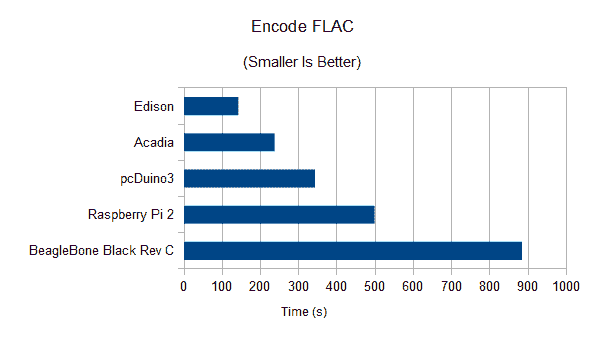 Encode FLAC
(Smaller Is Better)
Edison
Acadia
pcDuino3
Raspberry Pi 2
BeagleBone Black Rev C
0 100 200 300 400 500 600 700 800 900 1000
Time (s)